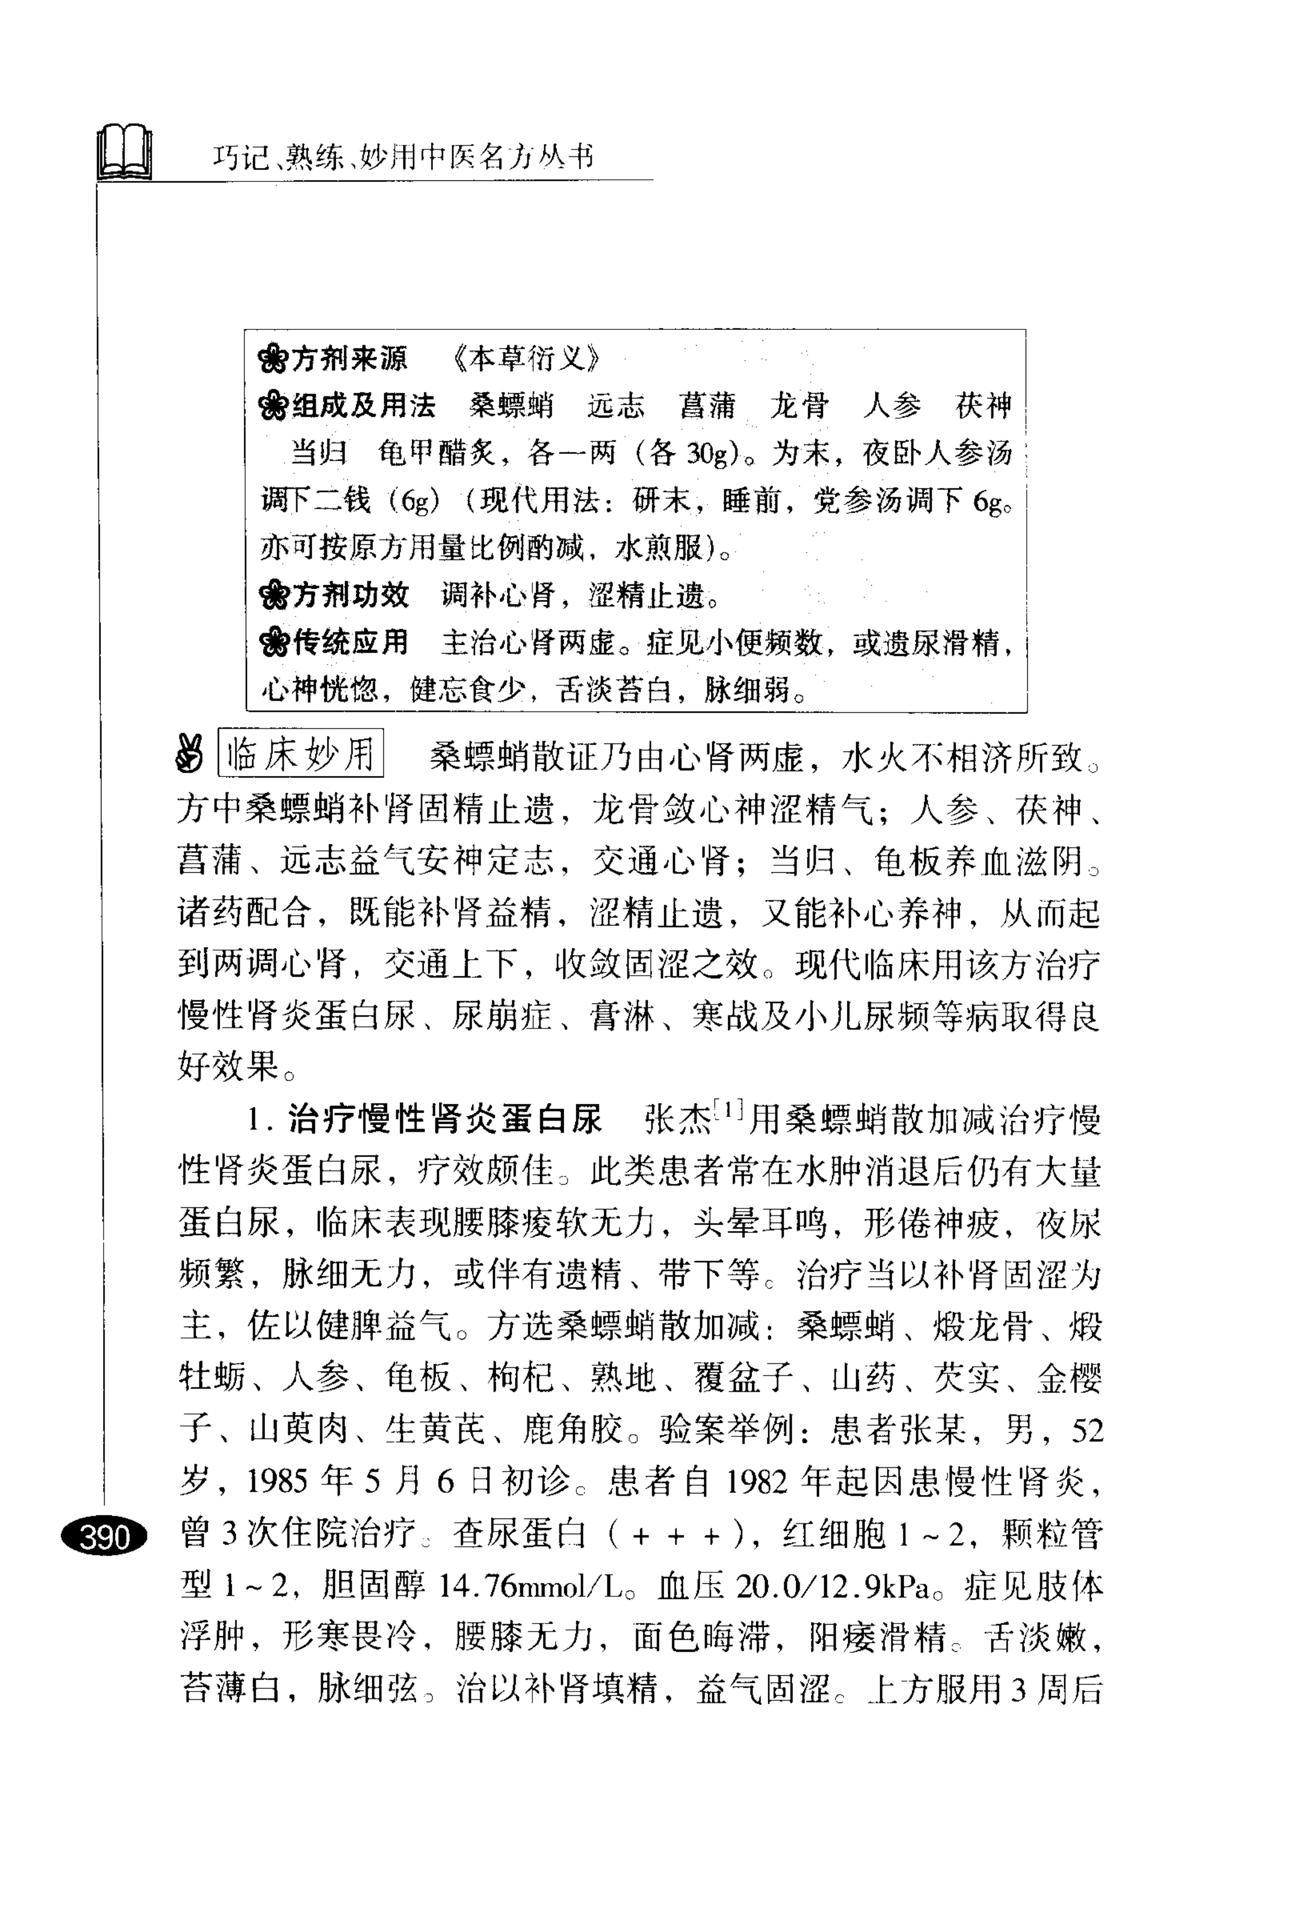 巧记、熟练、妙用中医名方丛书
方剂来源 《本草衍义》
组成及用法 桑螵蛸 远志 菖蒲 龙骨 人参 茯神
当归 龟甲醋炙，各一两（各 30g）。为末，夜卧人参汤
调下二钱（6g）（现代用法：研末，睡前，党参汤调下 6g。
亦可按原方用量比例酌减，水煎服）。
方剂功效 调补心肾，涩精止遗。
传统应用 主治心肾两虚。症见小便频数，或遗尿滑精，
心神恍惚，健忘食少，舌淡苔白，脉细弱。
临床妙用 桑螵蛸散证乃由心肾两虚，水火不相济所致。
方中桑螵蛸补肾固精止遗，龙骨敛心神涩精气；人参、茯神、
菖蒲、远志益气安神定志，交通心肾；当归、龟板养血滋阴。
诸药配合，既能补肾益精，涩精止遗，又能补心养神，从而起
到两调心肾，交通上下，收敛固涩之效。现代临床用该方治疗
慢性肾炎蛋白尿、尿崩症、膏淋、寒战及小儿尿频等病取得良
好效果。
1. 治疗慢性肾炎蛋白尿 张杰[1]用桑螵蛸散加减治疗慢
性肾炎蛋白尿，疗效颇佳。此类患者常在水肿消退后仍有大量
蛋白尿，临床表现腰膝痠软无力，头晕耳鸣，形倦神疲，夜尿
频繁，脉细无力，或伴有遗精、带下等。治疗当以补肾固涩为
主，佐以健脾益气。方选桑螵蛸散加减：桑螵蛸、煅龙骨、煅
牡蛎、人参、龟板、枸杞、熟地、覆盆子、山药、芡实、金樱
子、山萸肉、生黄芪、鹿角胶。验案举例：患者张某，男，52
岁，1985 年 5 月 6 日初诊。患者自 1982 年起因患慢性肾炎，
曾 3 次住院治疗。查尿蛋白（+ + +），红细胞 1～2，颗粒管
型 1～2，胆固醇 14.76mmol/L。血压 20.0/12.9kPa。症见肢体
浮肿，形寒畏冷，腰膝无力，面色晦滞，阳痿滑精。舌淡嫩，
苔薄白，脉细弦。治以补肾填精，益气固涩。上方服用 3 周后
390